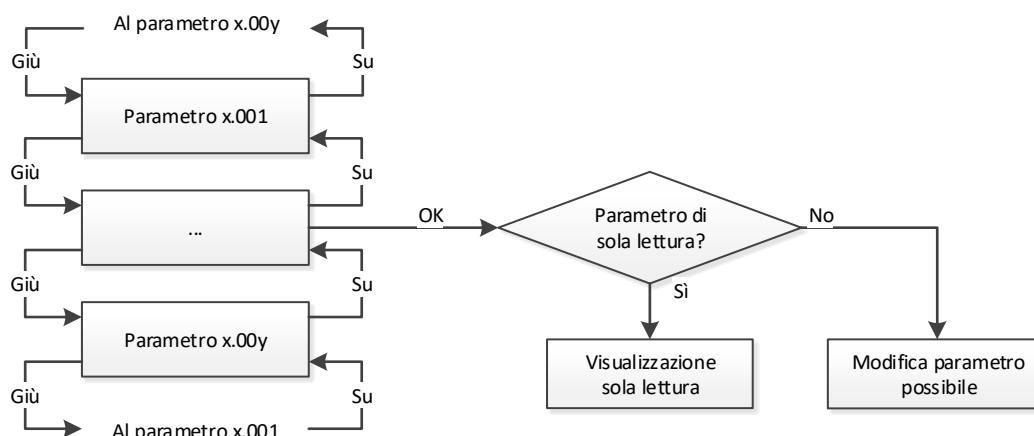 Al parametro x.00y
Giù
Su
Parametro x.001
Giù
Su
...
OK
Parametro di
sola lettura?
No
Sì
Giù
Su
Parametro x.00y
Visualizzazione
sola lettura
Modifica parametro
possibile
Giù
Su
Al parametro x.001